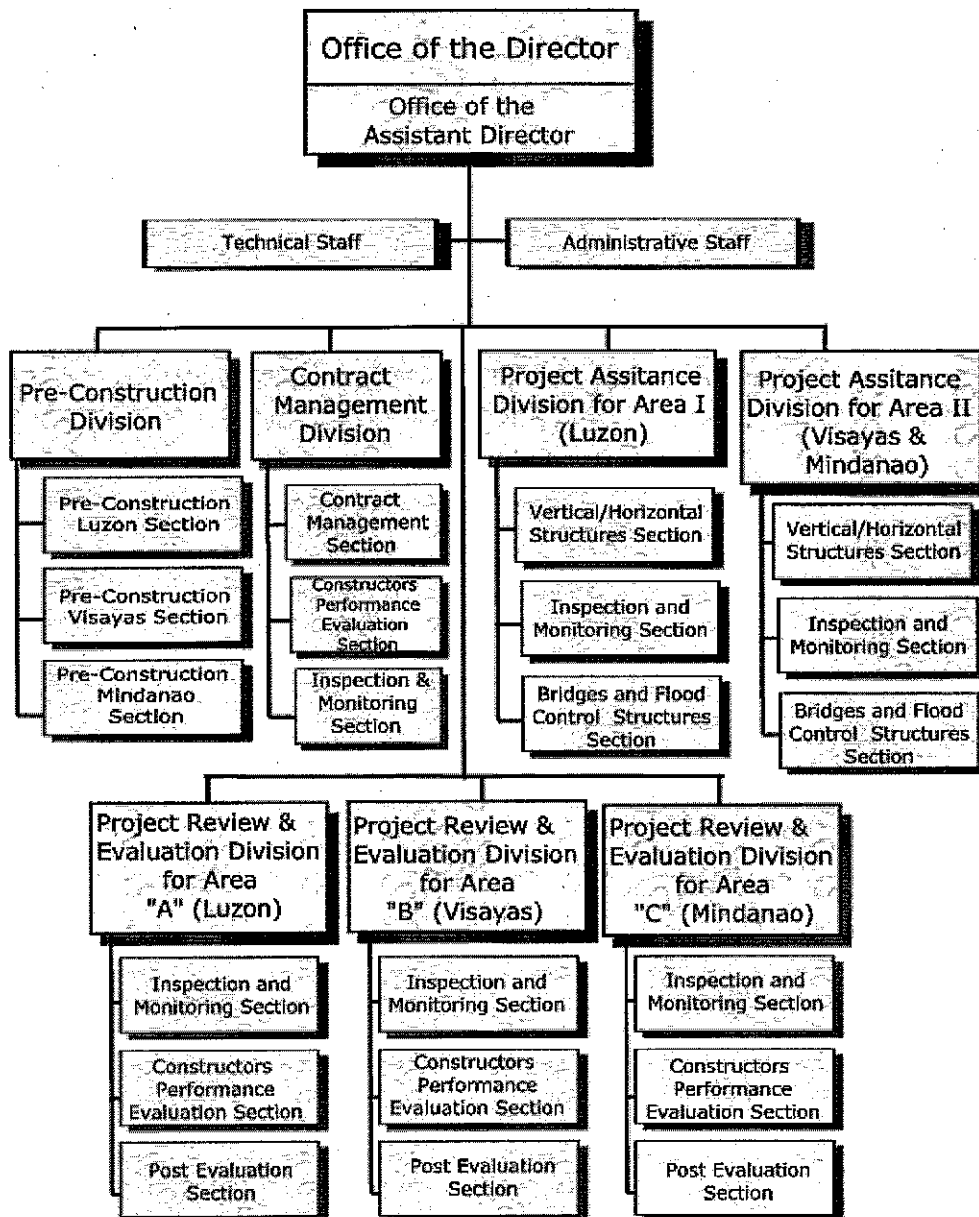 Office of the Director
Office of the
Assistant Director
Technical Staff
Administrative Staff
Pre-Construction
Division
Pre-Construction
Luzon Section
Pre-Construction
Visayas Section
Pre-Construction
Mindanao
Section
Contract
Management
Division
Contract
Management
Section
Constructors
Performance
Evaluation
Section
Inspection &
Monitoring
Section
Project Assitance
Division for Area I
(Luzon)
Vertical/Horizontal
Structures Section
Inspection and
Monitoring Section
Bridges and Flood
Control Structures
Section
Project Assitance
Division for Area II
(Visayas &
Mindanao)
Vertical/Horizontal
Structures Section
Inspection and
Monitoring Section
Bridges and Flood
Control Structures
Section
Project Review &
Evaluation Division
for Area
"A" (Luzon)
Inspection and
Monitoring Section
Constructors
Performance
Evaluation Section
Post Evaluation
Section
Project Review &
Evaluation Division
for Area
"B" (Visayas)
Inspection and
Monitoring Section
Constructors
Performance
Evaluation Section
Post Evaluation
Section
Project Review &
Evaluation Division
for Area
"C" (Mindanao)
Inspection and
Monitoring Section
Constructors
Performance
Evaluation Section
Post Evaluation
Section